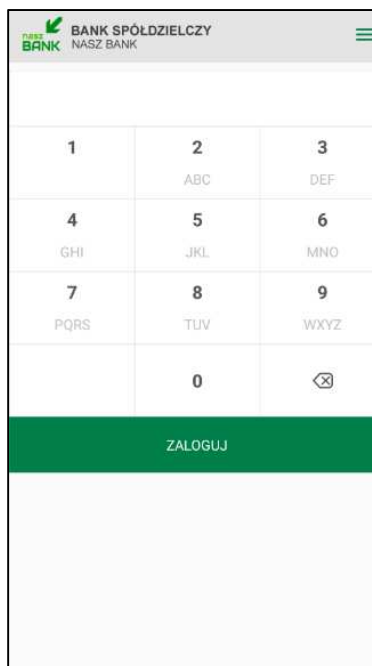 nasz
BANK
BANK SPÓŁDZIELCZY
NASZ BANK
1 2 3
ABC DEF
4 5 6
GHI JKL MNO
7 8 9
PQRS TUV WXYZ
0
ZALOGUJ